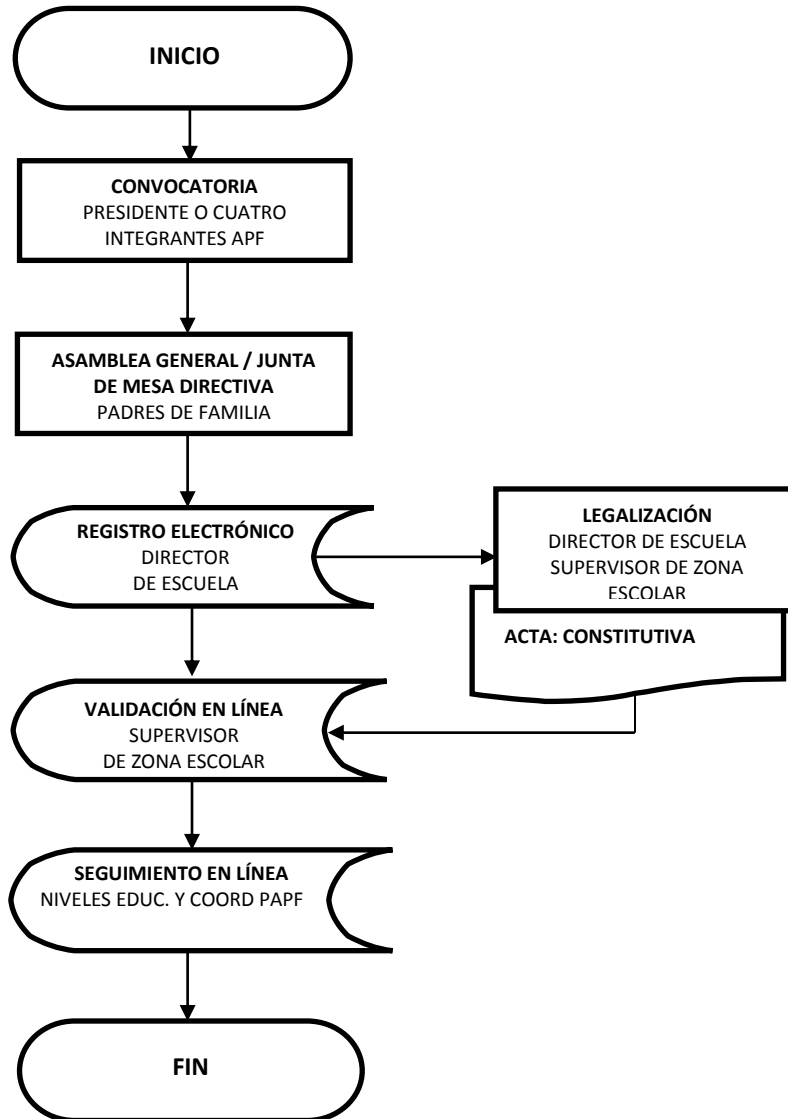 INICIO
CONVOCATORIA
PRESIDENTE O CUATRO
INTEGRANTES APF
ASAMBLEA GENERAL / JUNTA
DE MESA DIRECTIVA
PADRES DE FAMILIA
REGISTRO ELECTRÓNICO
DIRECTOR
DE ESCUELA
LEGALIZACIÓN
DIRECTOR DE ESCUELA
SUPERVISOR DE ZONA
ESCOLAR
ACTA: CONSTITUTIVA
VALIDACIÓN EN LÍNEA
SUPERVISOR
DE ZONA ESCOLAR
SEGUIMIENTO EN LÍNEA
NIVELES EDUC. Y COORD PAPF
FIN